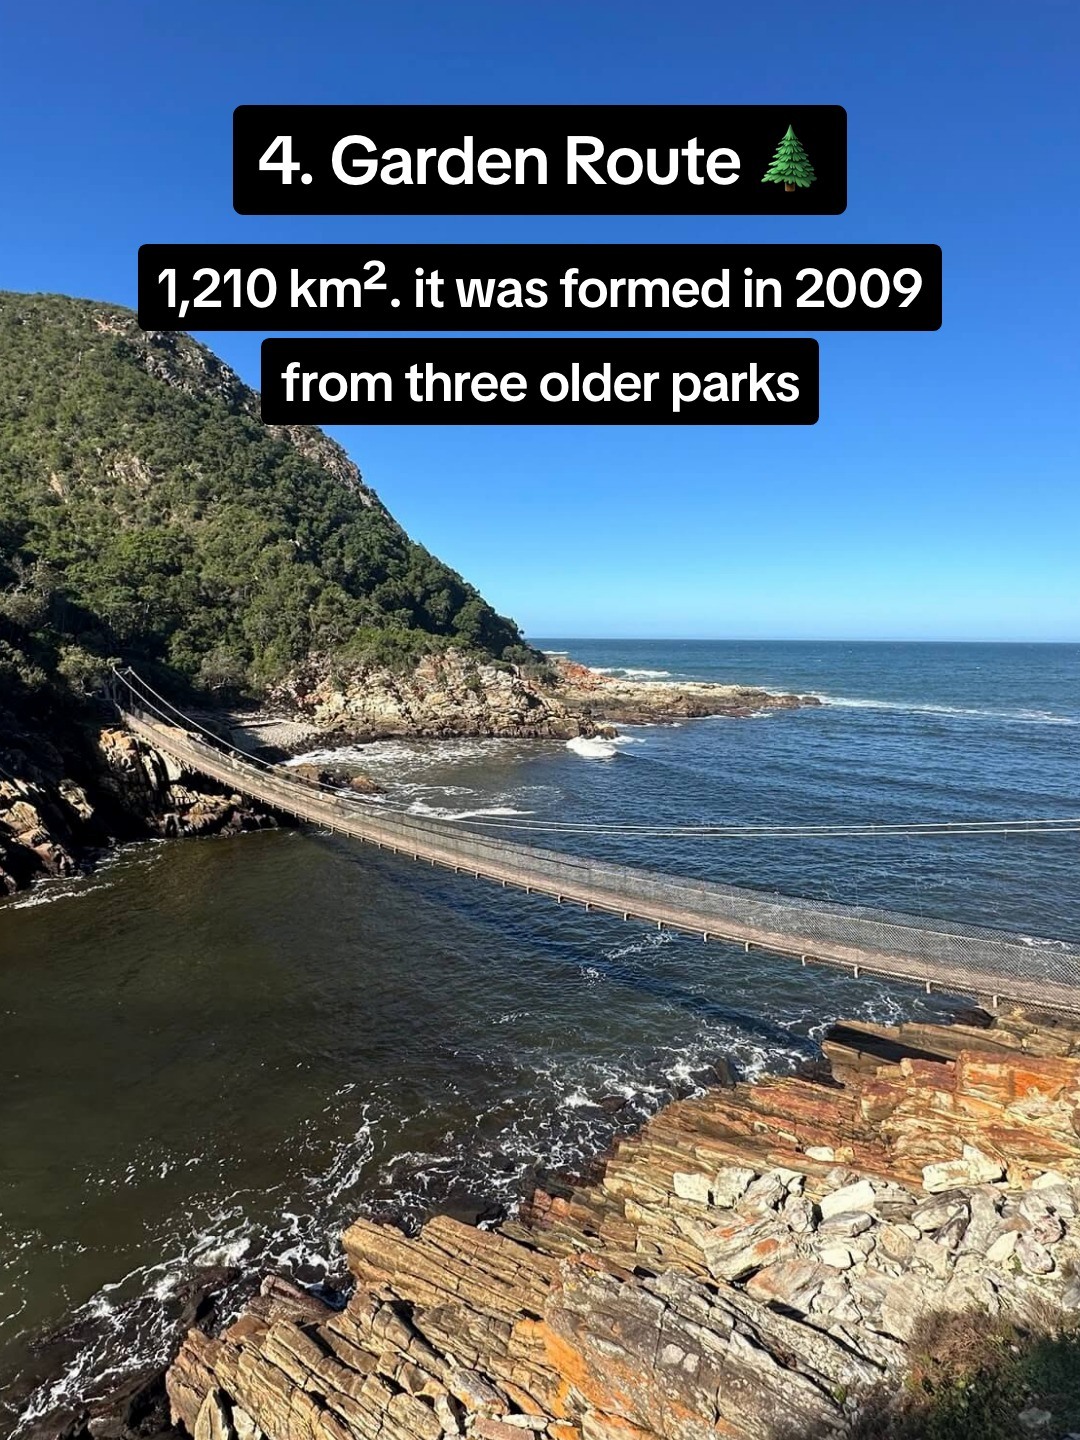 4. Garden Route 🌲
1,210 km². it was formed in 2009
from three older parks